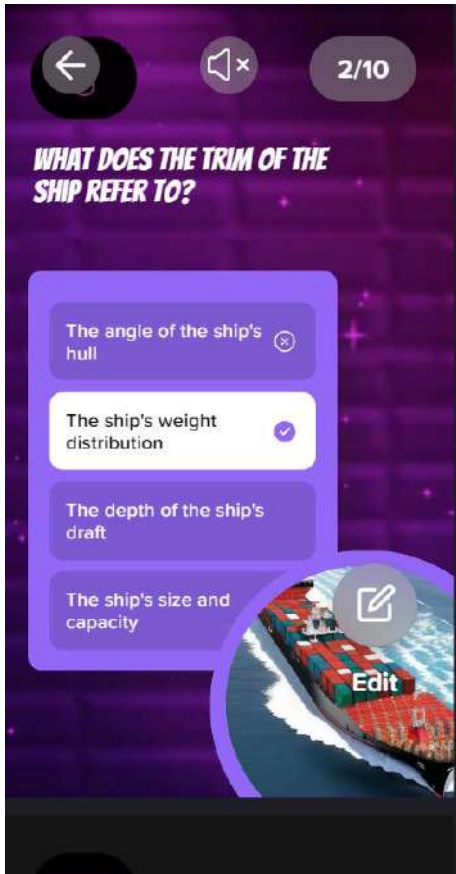 2/10
WHAT DOES THE TRIM OF THE
SHIP REFER TO?
The angle of the ship's
hull
The ship's weight
distribution
The depth of the ship's
draft
The ship's size and
capacity
Edit